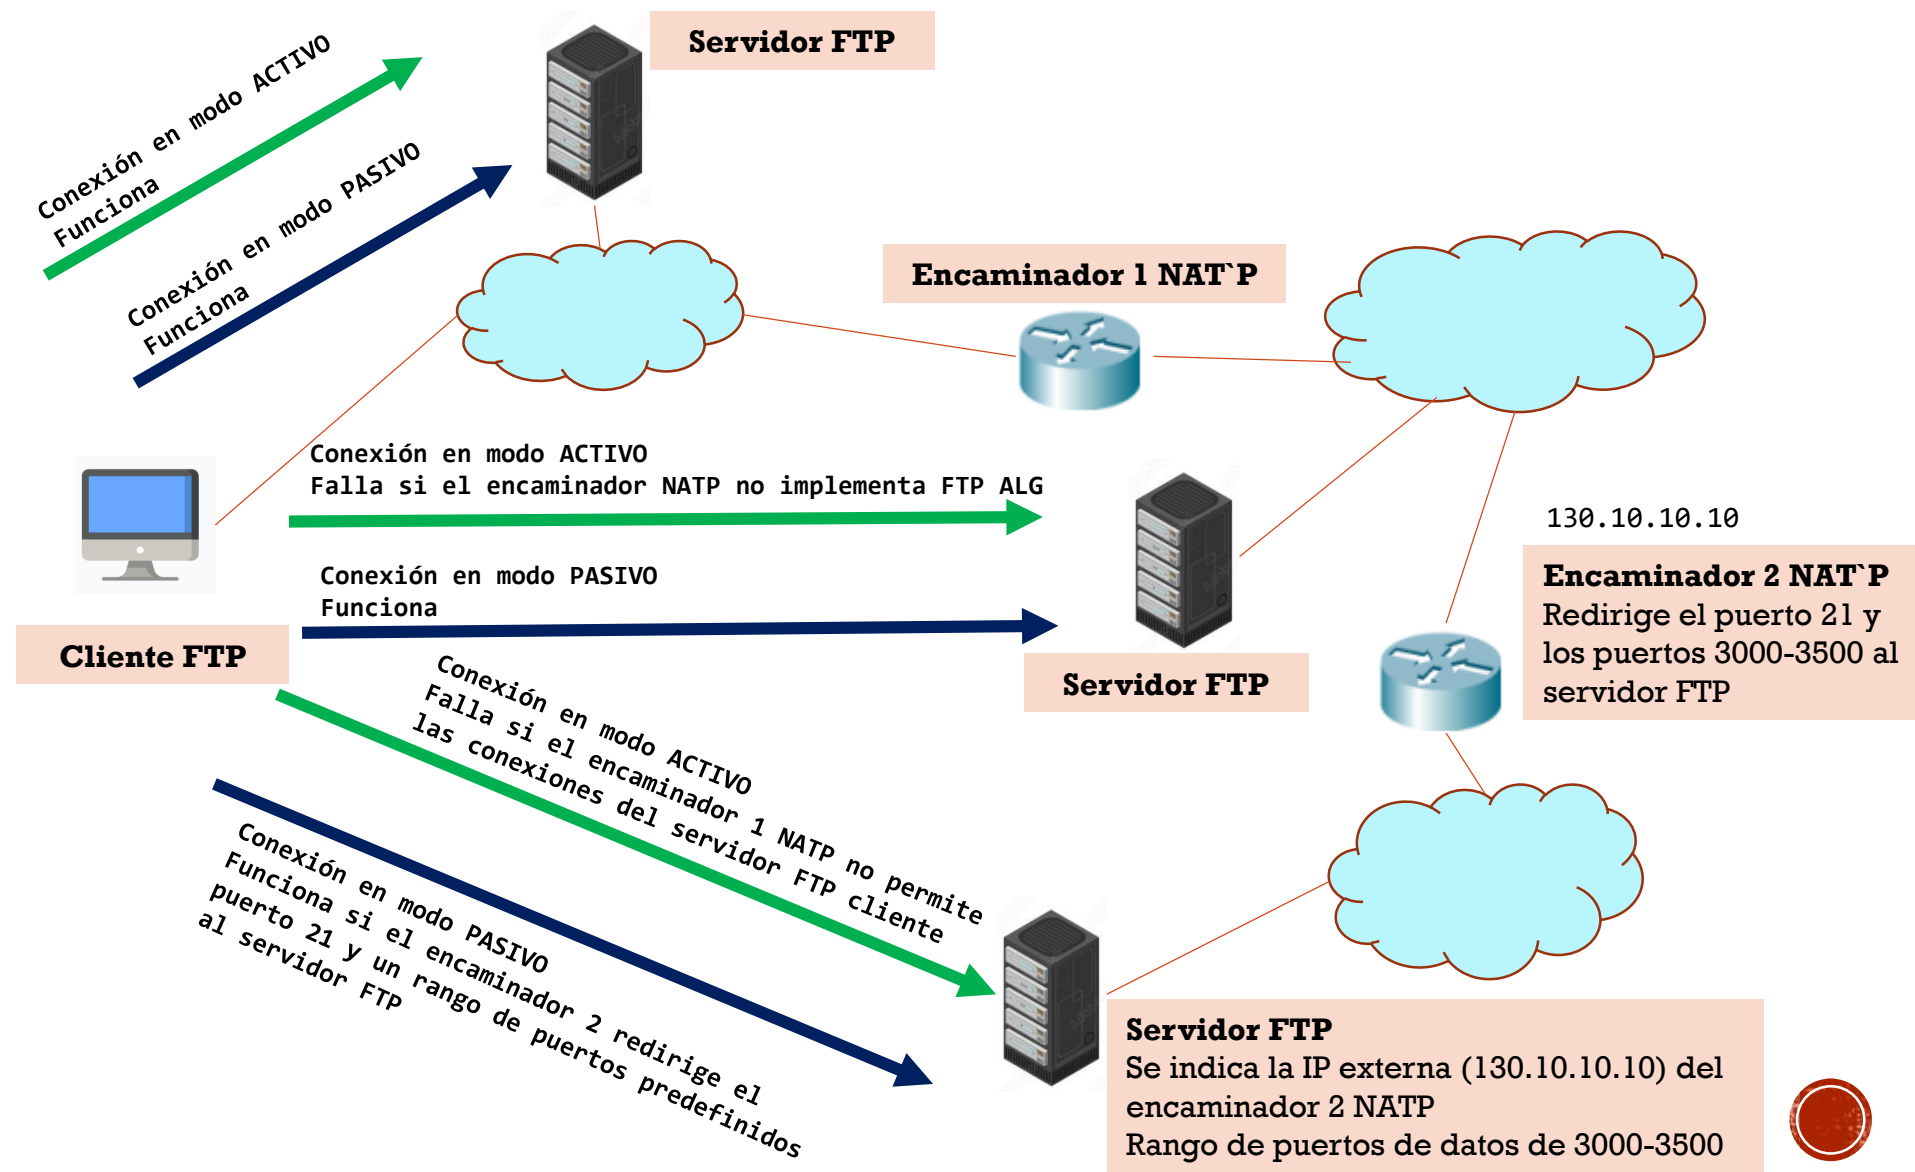 Servidor FTP
Conexión en modo ACTIVO
Funciona
Conexión en modo PASIVO
Funciona
Encaminador 1 NAT`P
Conexión en modo ACTIVO
Falla si el encaminador NATP no implementa FTP ALG
130.10.10.10
Encaminador 2 NAT`P
Redirige el puerto 21 y
los puertos 3000-3500 al
servidor FTP
Conexión en modo PASIVO
Funciona
Cliente FTP
Servidor FTP
Conexión en modo ACTIVO
Falla si el encaminador 1 NATP no permite
las conexiones del servidor FTP cliente
Conexión en modo PASIVO
Funciona si el encaminador 2 redirige el
puerto 21 y un rango de puertos predefinidos
al servidor FTP
Servidor FTP
Se indica la IP externa (130.10.10.10) del
encaminador 2 NATP
Rango de puertos de datos de 3000-3500